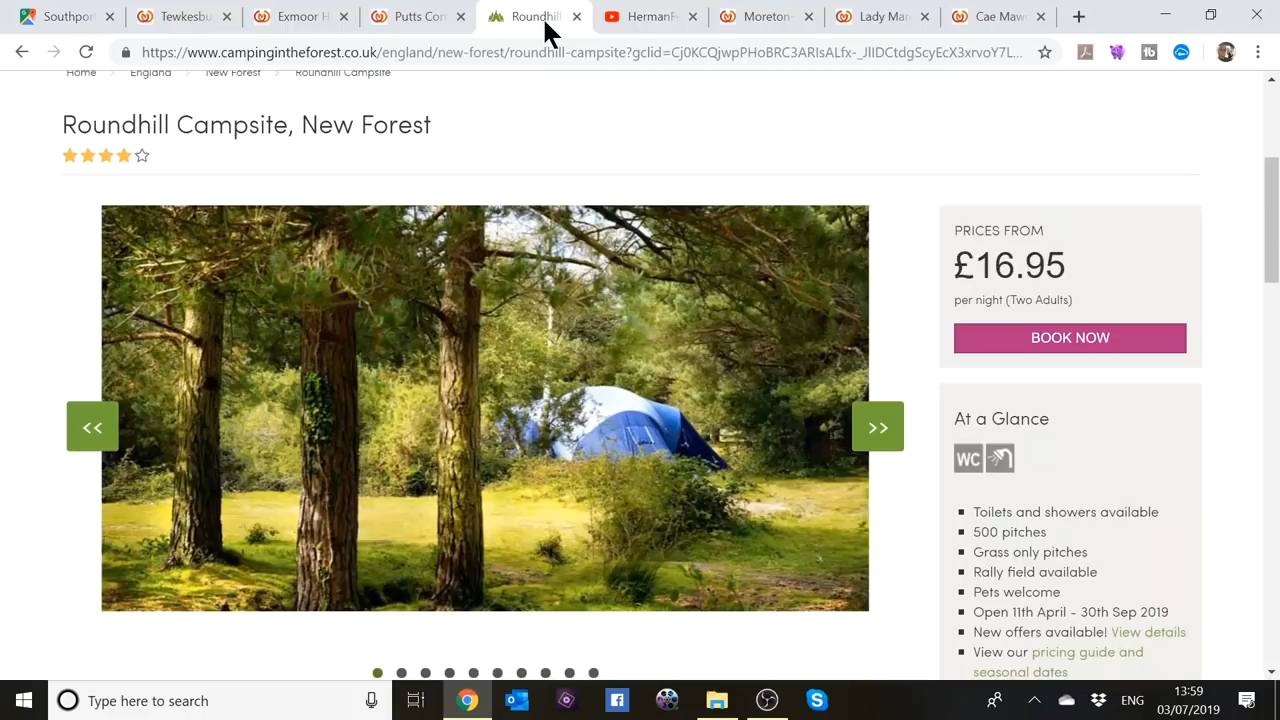 Southport
Tewkesbu
Exmoor H
Putts Cor
Roundhill
HermanFe
Moreton-
Lady Mar
Cae Maw
https://www.campingintheforest.co.uk/england/new-forest/roundhill-campsite?gclid=Cj0KCQjwpPHoBRC3ARIsALfx-_JIIDCtdgScyEcX3xrvoY7L...
Home England New Forest Roundhill Campsite
Roundhill Campsite, New Forest
PRICES FROM
£16.95
per night (Two Adults)
BOOK NOW
<<
>>
At a Glance
WC
Toilets and showers available
500 pitches
Grass only pitches
Rally field available
Pets welcome
Open 11th April - 30th Sep 2019
New offers available! View details
View our pricing guide and
seasonal dates
Type here to search
ENG
13:59
03/07/2019